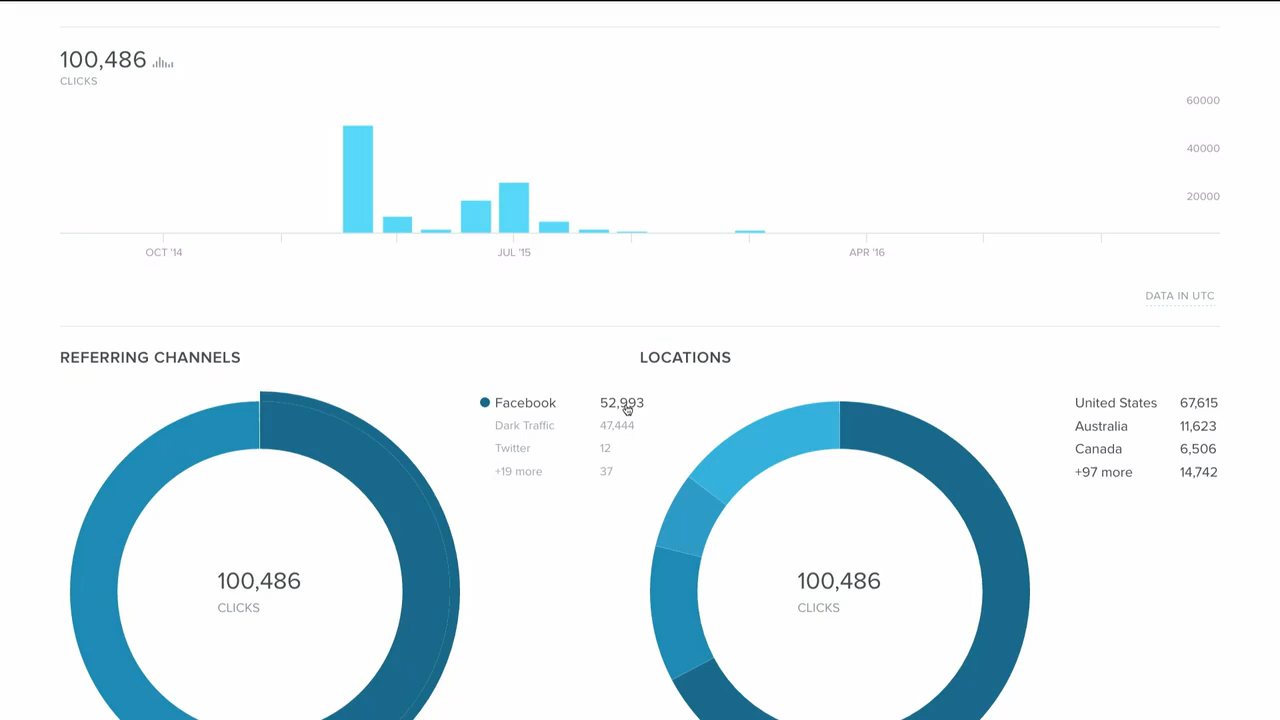 100,486
CLICKS
60000
40000
20000
OCT '14
JUL '15
APR '16
DATA IN UTC
REFERRING CHANNELS
Facebook 52,993
Dark Traffic 47,444
Twitter 12
+19 more 37
100,486
CLICKS
LOCATIONS
United States 67,615
Australia 11,623
Canada 6,506
+97 more 14,742
100,486
CLICKS